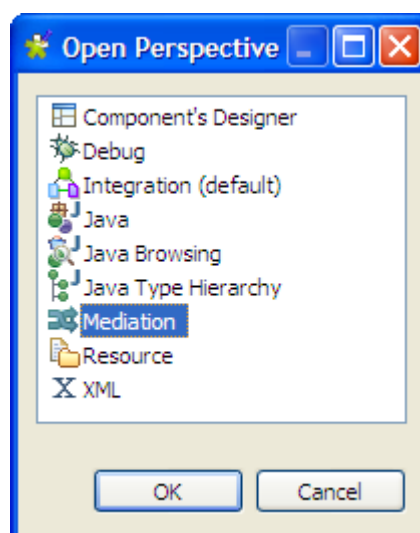 Open Perspective
Component's Designer
Debug
Integration (default)
Java
Java Browsing
Java Type Hierarchy
Mediation
Resource
XML
OK Cancel